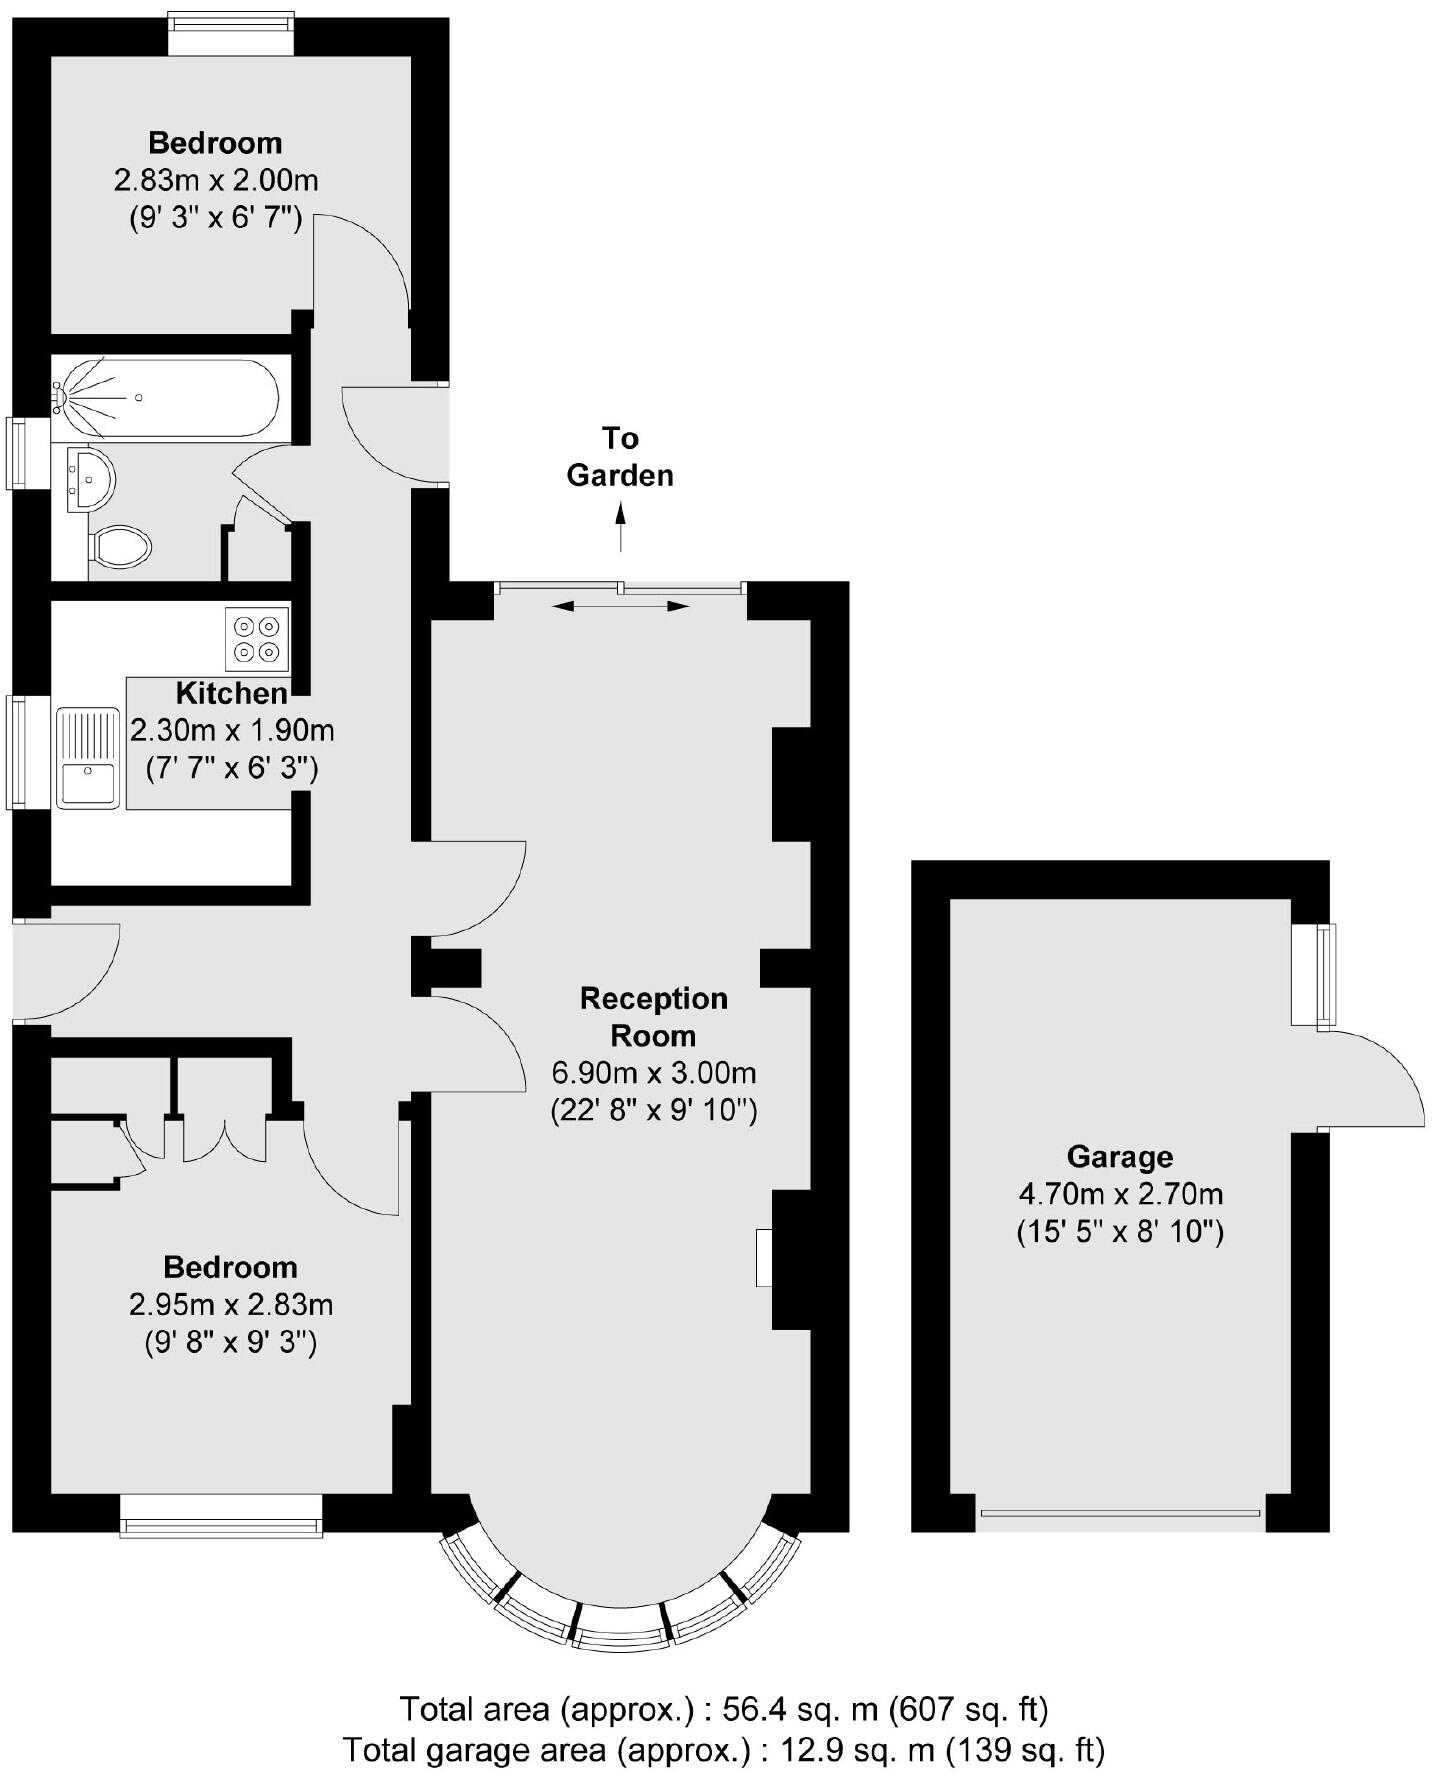 Bedroom
2.83m x 2.00m
(9' 3" x 6' 7")
To
Garden
Kitchen
2.30m x 1.90m
(7' 7" x 6' 3")
Reception
Room
6.90m x 3.00m
(22' 8" x 9' 10")
Garage
4.70m x 2.70m
(15' 5" x 8' 10")
Bedroom
2.95m x 2.83m
(9' 8" x 9' 3")
Total area (approx.) : 56.4 sq. m (607 sq. ft)
Total garage area (approx.) : 12.9 sq. m (139 sq. ft)